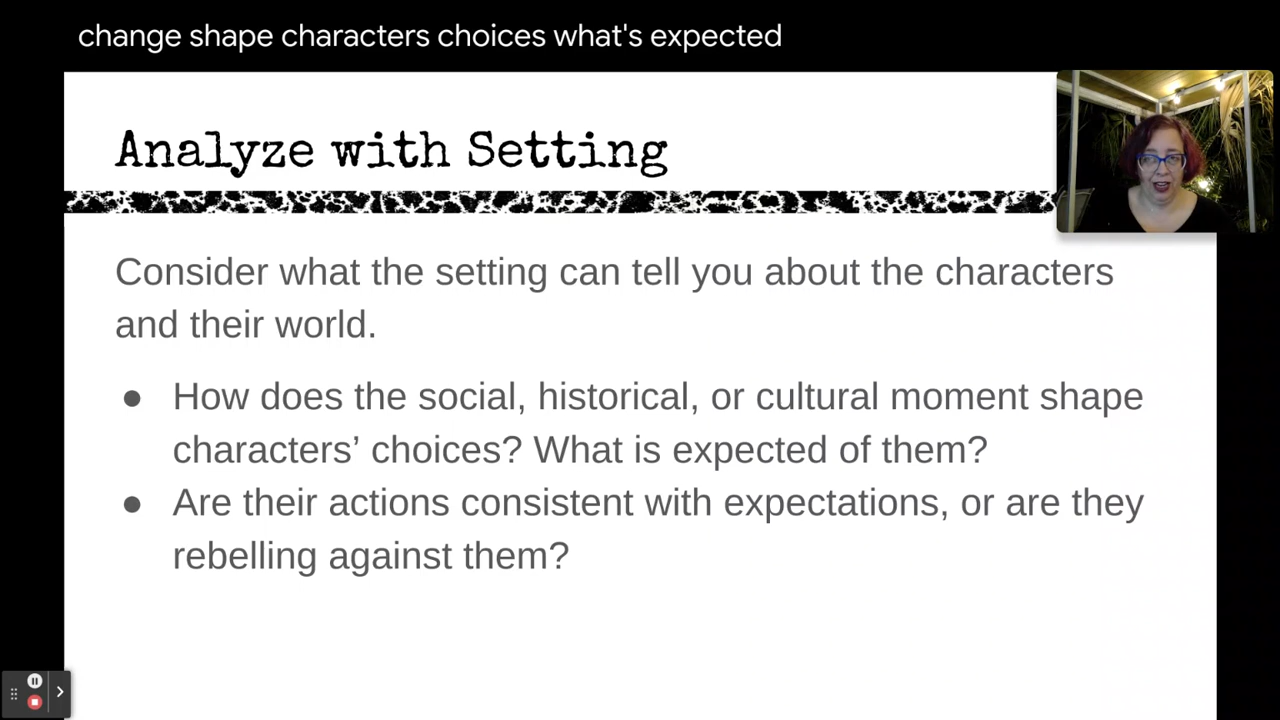 change shape characters choices what's expected
Analyze with Setting
Consider what the setting can tell you about the characters
and their world.
● How does the social, historical, or cultural moment shape
characters’ choices? What is expected of them?
● Are their actions consistent with expectations, or are they
rebelling against them?